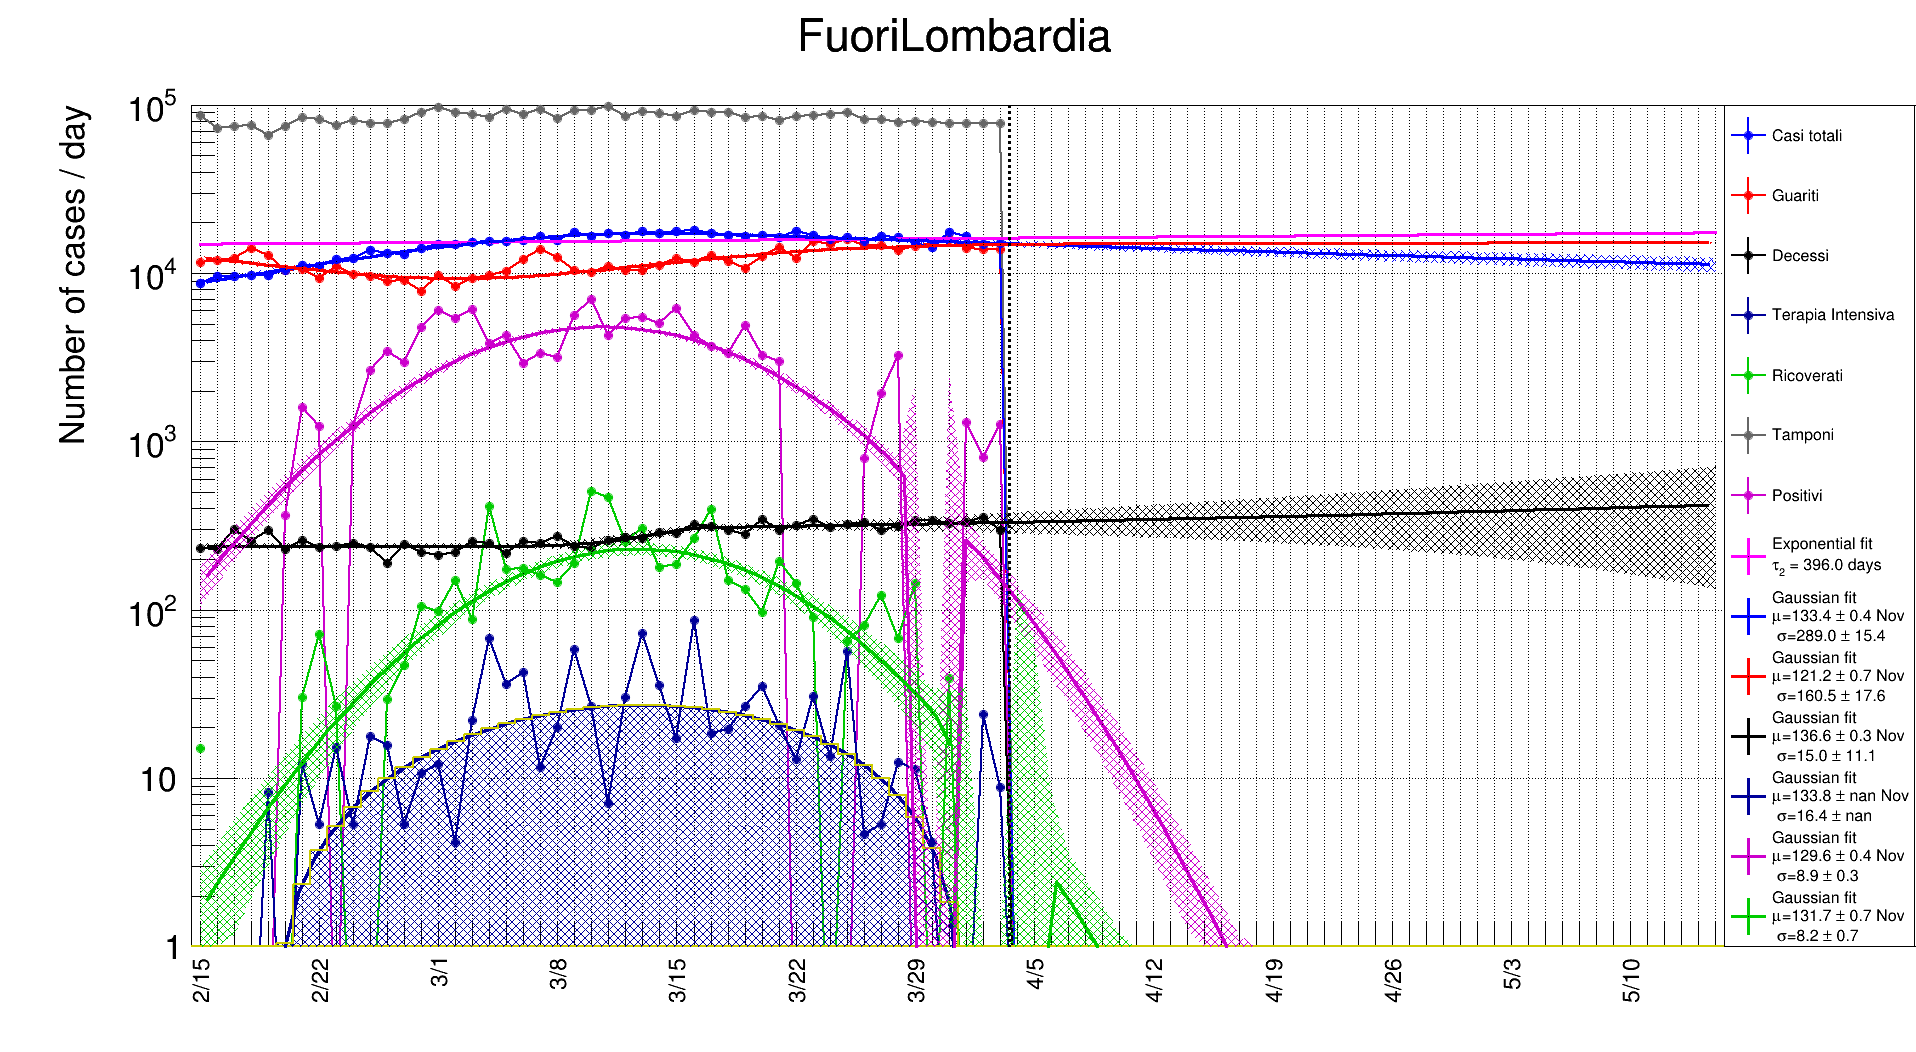 FuoriLombardia
Number of cases / day
10^5
10^4
10^3
10^2
10
1
2/15
2/22
3/1
3/8
3/15
3/22
3/29
4/5
4/12
4/19
4/26
5/3
5/10
Casi totali
Guariti
Decessi
Terapia Intensiva
Ricoverati
Tamponi
Positivi
Exponential fit
τ₂ = 396.0 days
Gaussian fit
μ=133.4 ± 0.4 Nov
σ=289.0 ± 15.4
Gaussian fit
μ=121.2 ± 0.7 Nov
σ=160.5 ± 17.6
Gaussian fit
μ=136.6 ± 0.3 Nov
σ=15.0 ± 11.1
Gaussian fit
μ=133.8 ± nan Nov
σ=16.4 ± nan
Gaussian fit
μ=129.6 ± 0.4 Nov
σ=8.9 ± 0.3
Gaussian fit
μ=131.7 ± 0.7 Nov
σ=8.2 ± 0.7